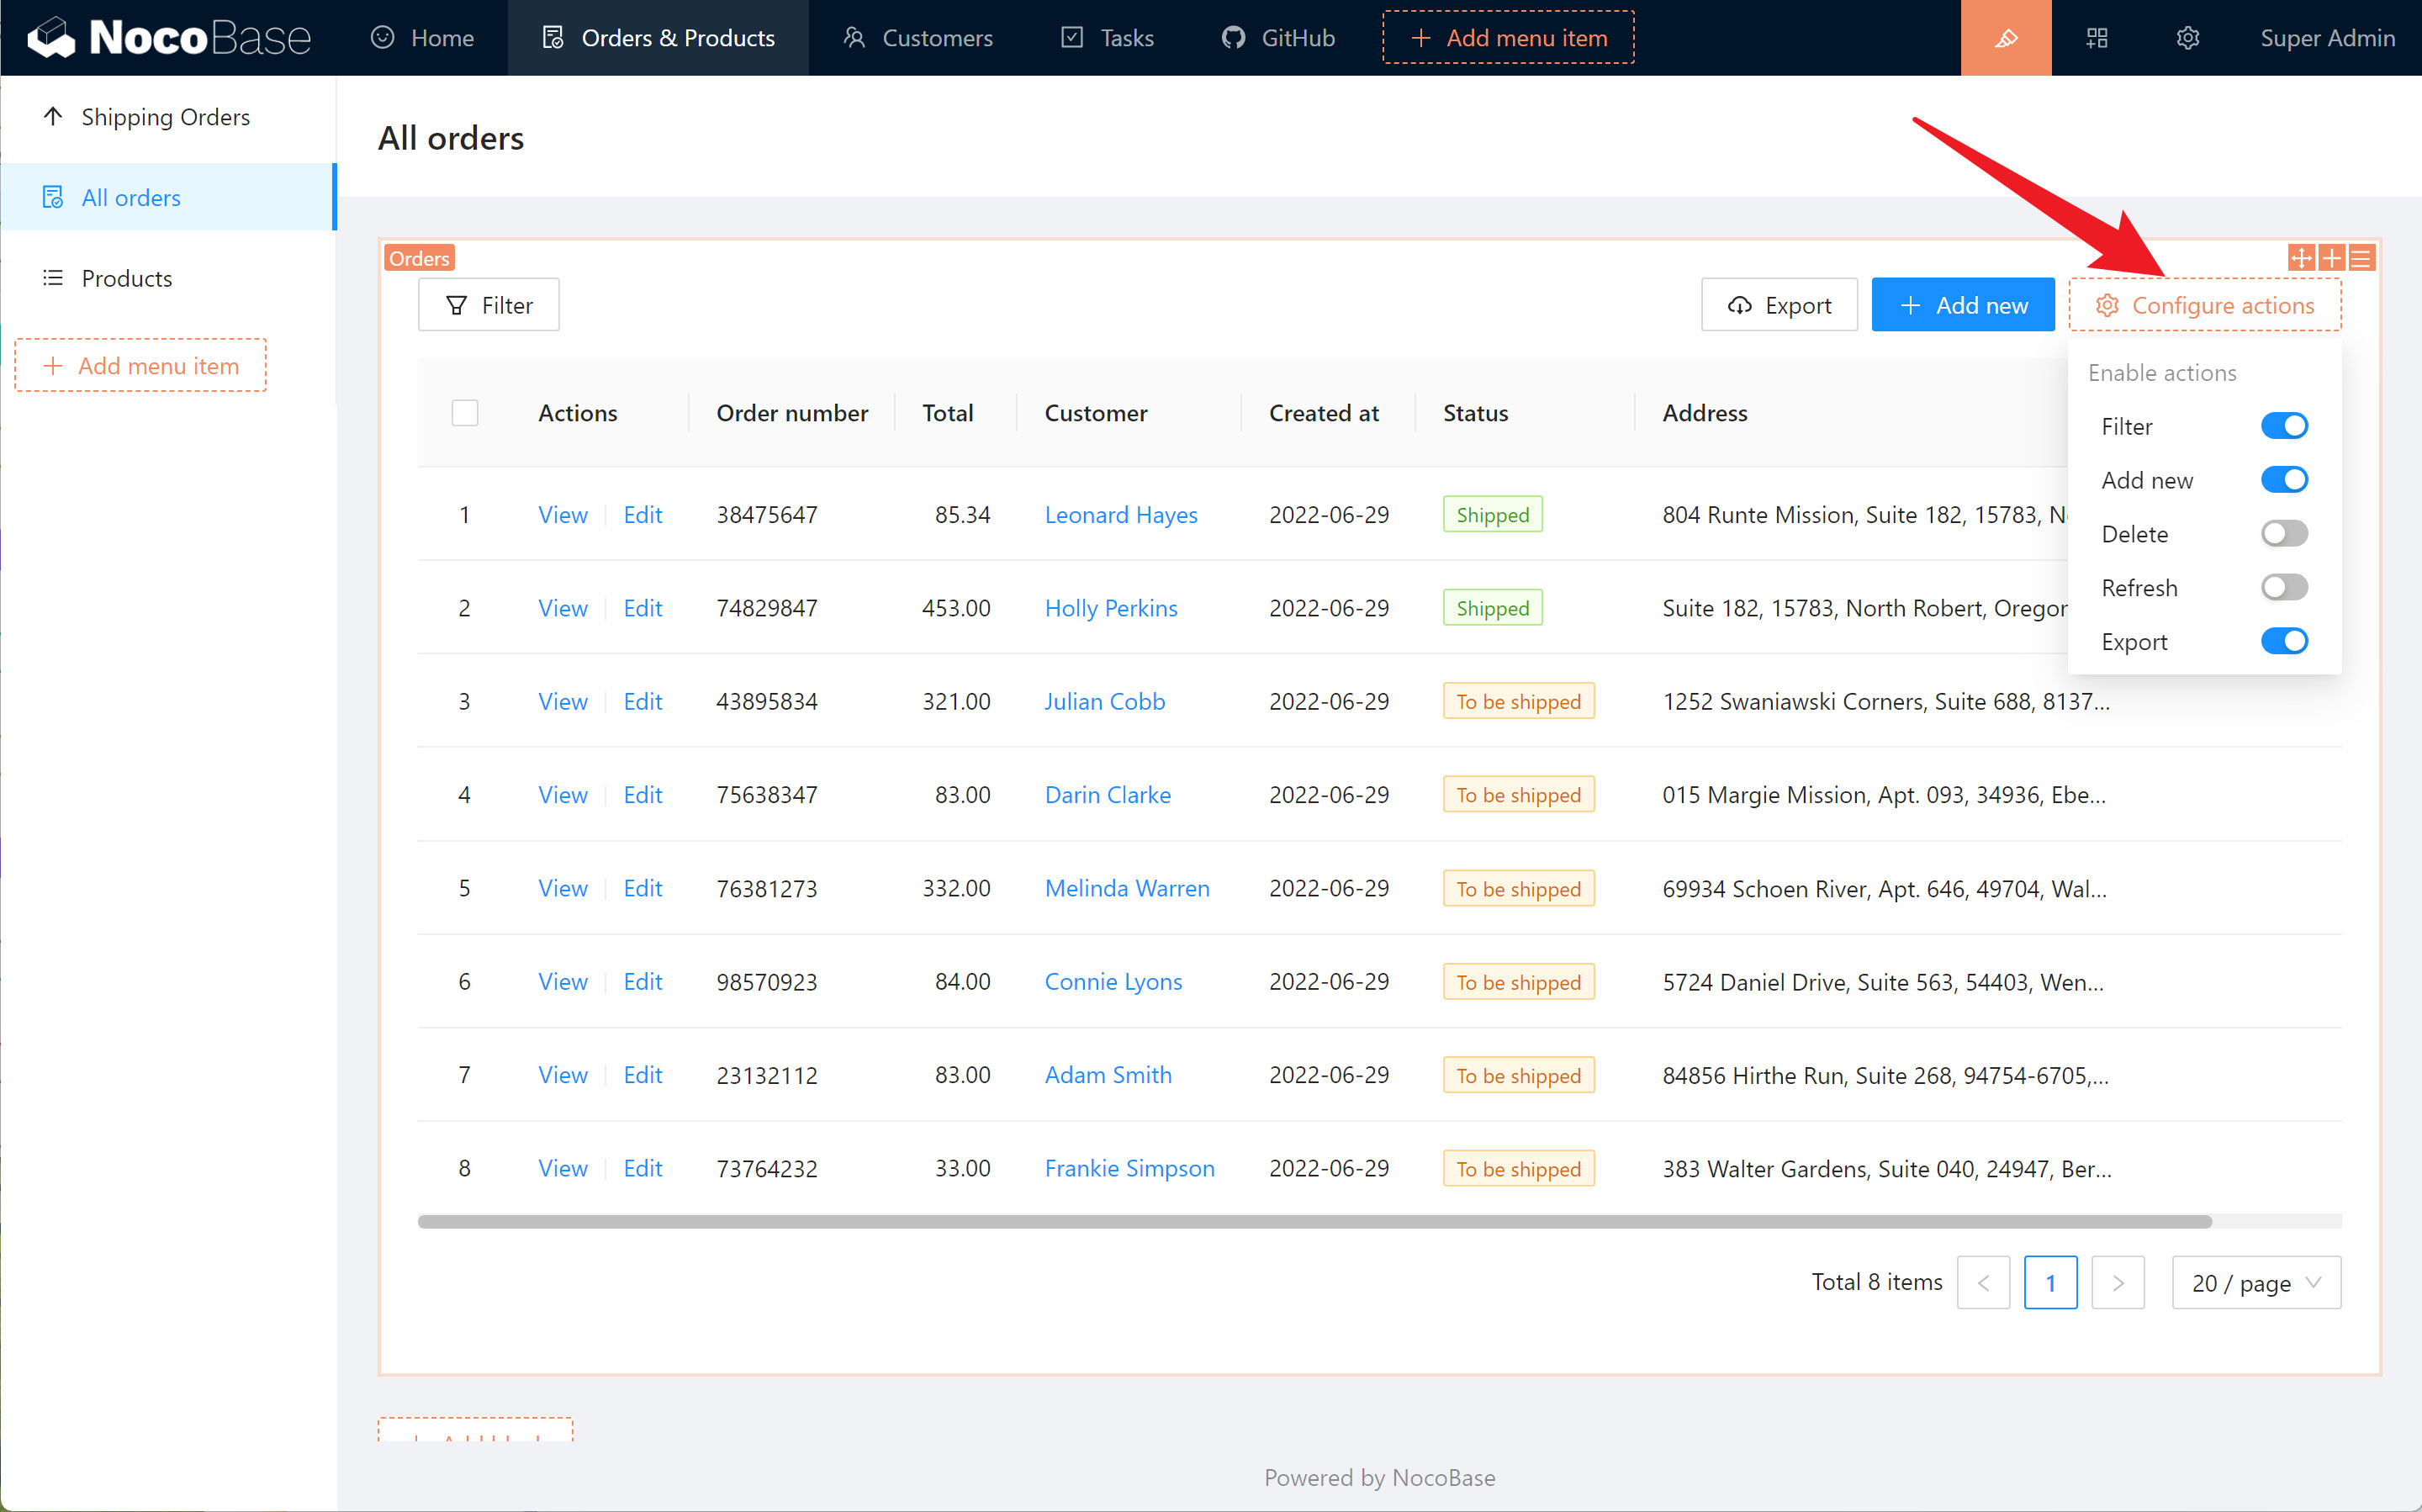 NocoBase
Home
Orders & Products
Customers
Tasks
GitHub
Add menu item
Super Admin
Shipping Orders
All orders
Products
Add menu item
All orders
Orders
Filter
Export
Add new
Configure actions
Enable actions
Filter
Add new
Delete
Refresh
Export
Actions Order number Total Customer Created at Status Address
1 View Edit 38475647 85.34 Leonard Hayes 2022-06-29 Shipped 804 Runte Mission, Suite 182, 15783,
2 View Edit 74829847 453.00 Holly Perkins 2022-06-29 Shipped Suite 182, 15783, North Robert, Oregon
3 View Edit 43895834 321.00 Julian Cobb 2022-06-29 To be shipped 1252 Swaniawski Corners, Suite 688, 8137...
4 View Edit 75638347 83.00 Darin Clarke 2022-06-29 To be shipped 015 Margie Mission, Apt. 093, 34936, Ebe...
5 View Edit 76381273 332.00 Melinda Warren 2022-06-29 To be shipped 69934 Schoen River, Apt. 646, 49704, Wal...
6 View Edit 98570923 84.00 Connie Lyons 2022-06-29 To be shipped 5724 Daniel Drive, Suite 563, 54403, Wen...
7 View Edit 23132112 83.00 Adam Smith 2022-06-29 To be shipped 84856 Hirthe Run, Suite 268, 94754-6705,...
8 View Edit 73764232 33.00 Frankie Simpson 2022-06-29 To be shipped 383 Walter Gardens, Suite 040, 24947, Ber...
Total 8 items
1
20 / page
Powered by NocoBase